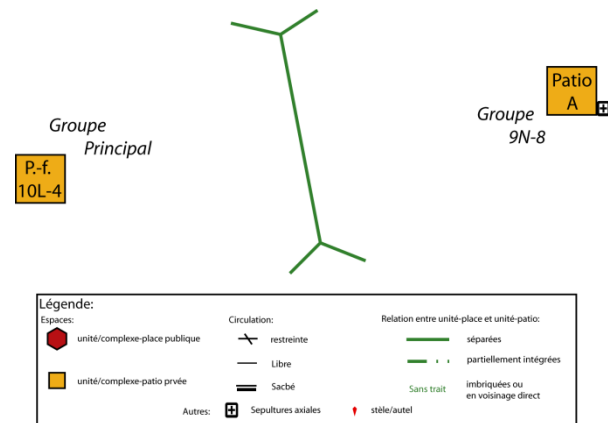 Patio
A
Groupe
9N-8
Groupe
Principal
P.-f.
10L-4
Légende:
Espaces:
unité/complexe-place publique
unité/complexe-patio prvée
Circulation:
restreinte
Libre
Sacbé
Relation entre unité-place et unité-patio:
séparées
partiellement intégrées
Sans trait
imbriquées ou
en voisinage direct
Autres:
Sepultures axiales
stèle/autel